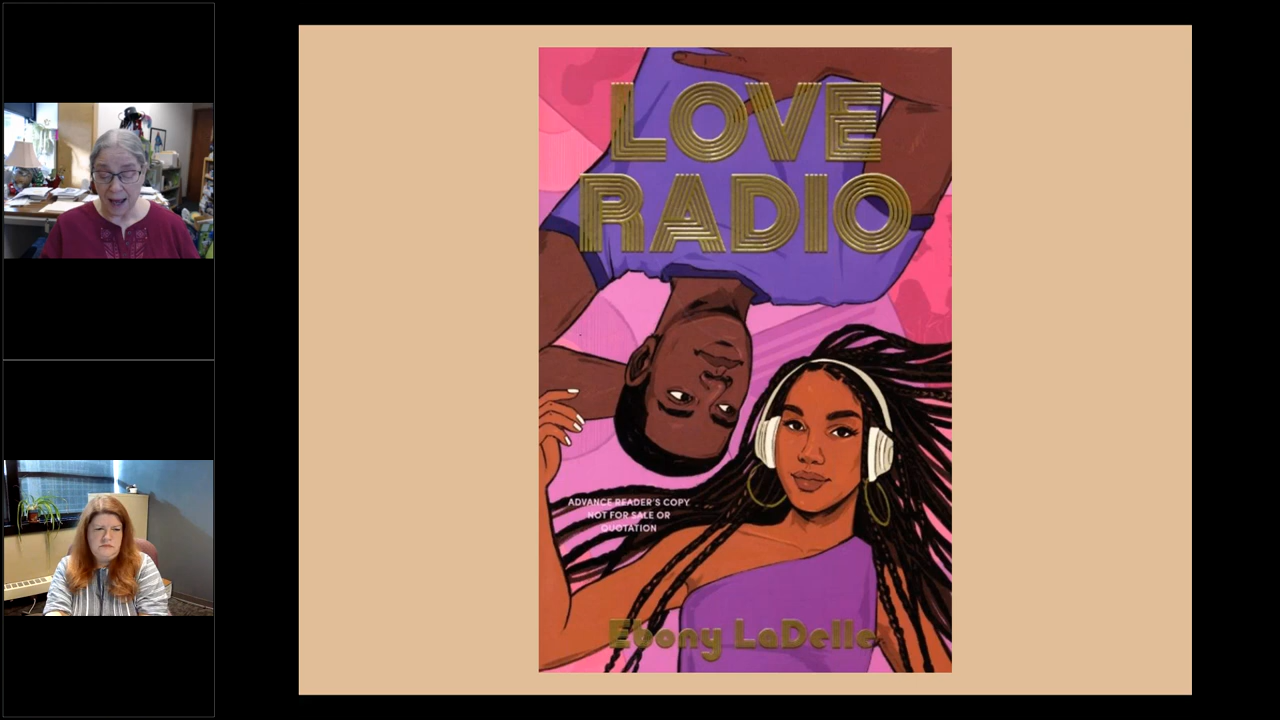 LOVE
RADIO
ADVANCE READER'S COPY
NOT FOR SALE OR
QUOTATION
Ebony LaDelle